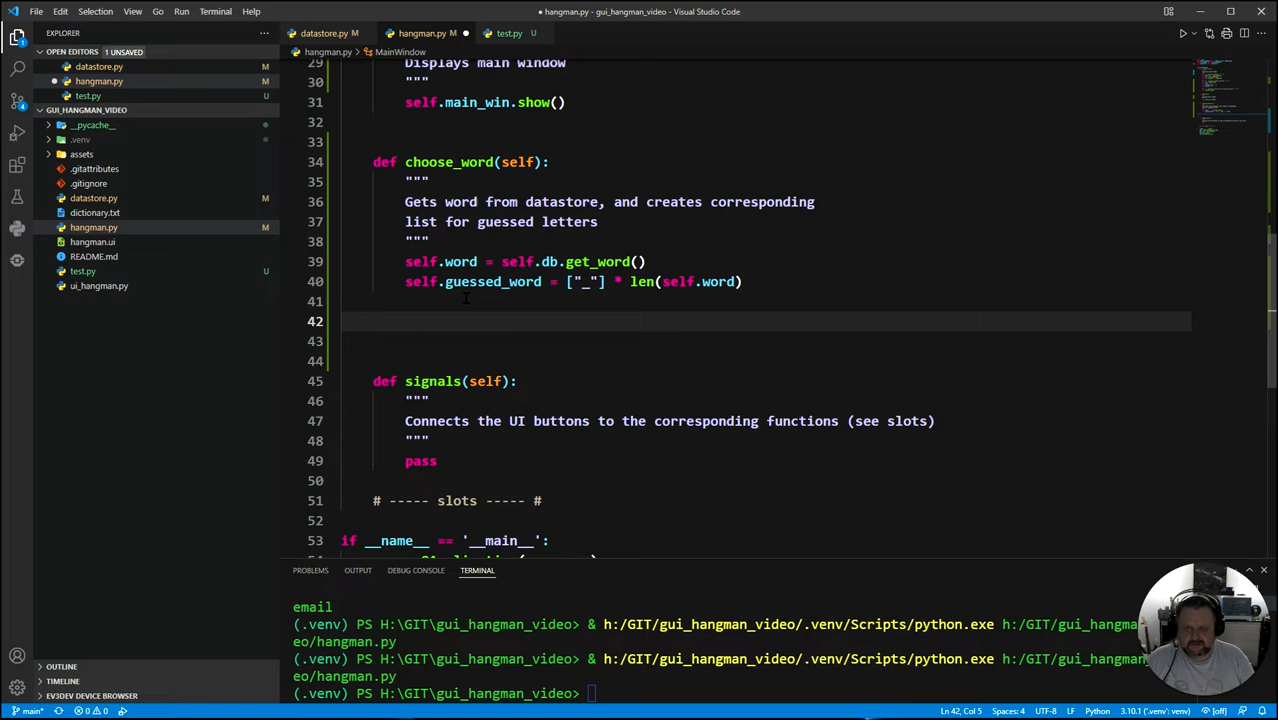 File Edit Selection View Go Run Terminal Help
hangman.py - gui_hangman_video - Visual Studio Code
EXPLORER
OPEN EDITORS 1 UNSAVED
datastore.py M
hangman.py M
test.py U
GUI_HANGMAN_VIDEO
__pycache__
.venv
assets
.gitattributes
.gitignore
datastore.py M
dictionary.txt
hangman.py M
hangman.ui
README.md
test.py U
ui_hangman.py
OUTLINE
TIMELINE
EV3DEV DEVICE BROWSER
datastore.py M hangman.py M test.py U
hangman.py > MainWindow
29 Displays main window
30 """
31 self.main_win.show()
32
33
34 def choose_word(self):
35 """
36 Gets word from datastore, and creates corresponding
37 list for guessed letters
38 """
39 self.word = self.db.get_word()
40 self.guessed_word = ["_"] * len(self.word)
41
42
43
44
45 def signals(self):
46 """
47 Connects the UI buttons to the corresponding functions (see slots)
48 """
49 pass
50
51 # ----- slots ----- #
52
53 if __name__ == '__main__':
PROBLEMS OUTPUT DEBUG CONSOLE TERMINAL
email
(.venv) PS H:\GIT\gui_hangman_video> & h:/GIT/gui_hangman_video/.venv/Scripts/python.exe h:/GIT/gui_hangman
eo/hangman.py
(.venv) PS H:\GIT\gui_hangman_video> & h:/GIT/gui_hangman_video/.venv/Scripts/python.exe h:/GIT/gui_hangma
eo/hangman.py
(.venv) PS H:\GIT\gui_hangman_video>
main* 0 0 Ln 42, Col 5 Spaces: 4 UTF-8 LF Python 3.10.1 ('.venv': venv) [off]